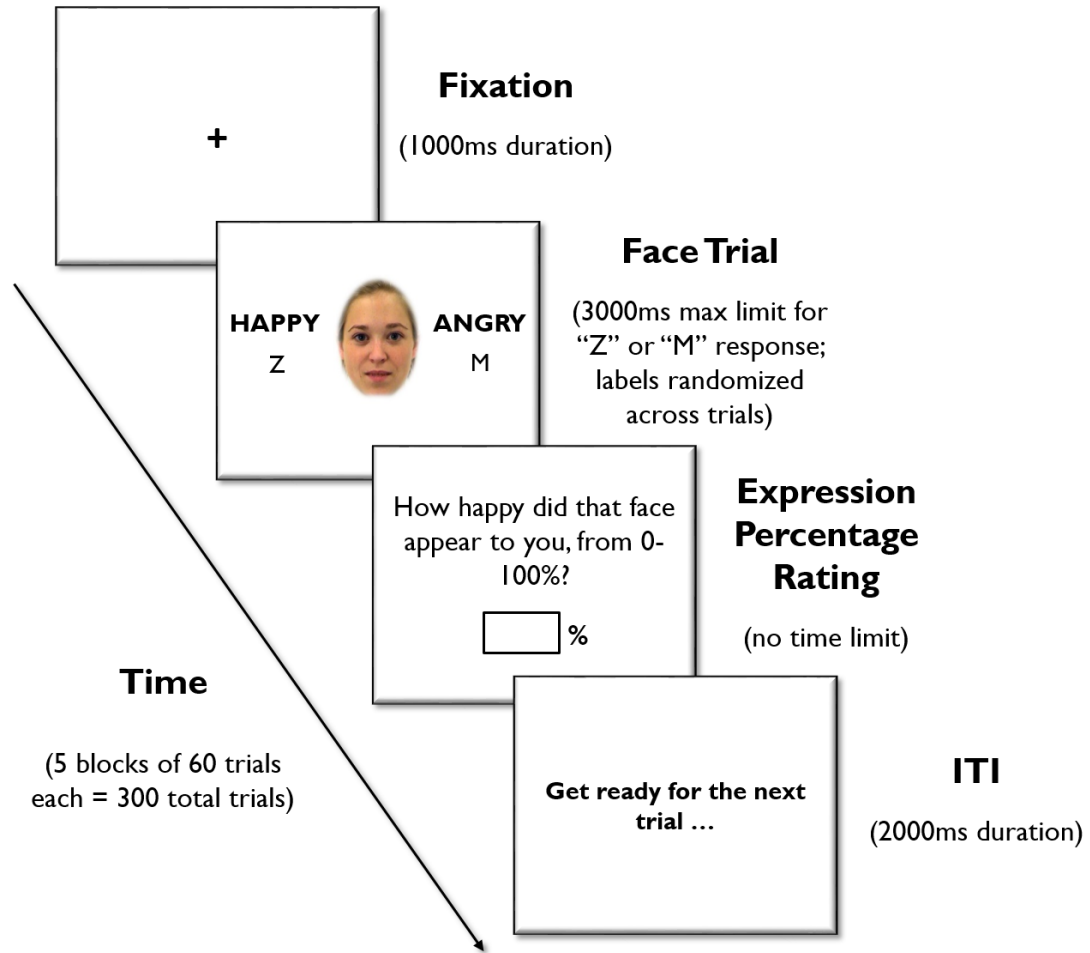 +
Fixation
(1000ms duration)
Face Trial
(3000ms max limit for
“Z” or “M” response;
labels randomized
across trials)
HAPPY
Z
ANGRY
M
How happy did that face
appear to you, from 0-
100%?
%
Expression
Percentage
Rating
(no time limit)
Time
(5 blocks of 60 trials
each = 300 total trials)
Get ready for the next
trial ...
ITI
(2000ms duration)